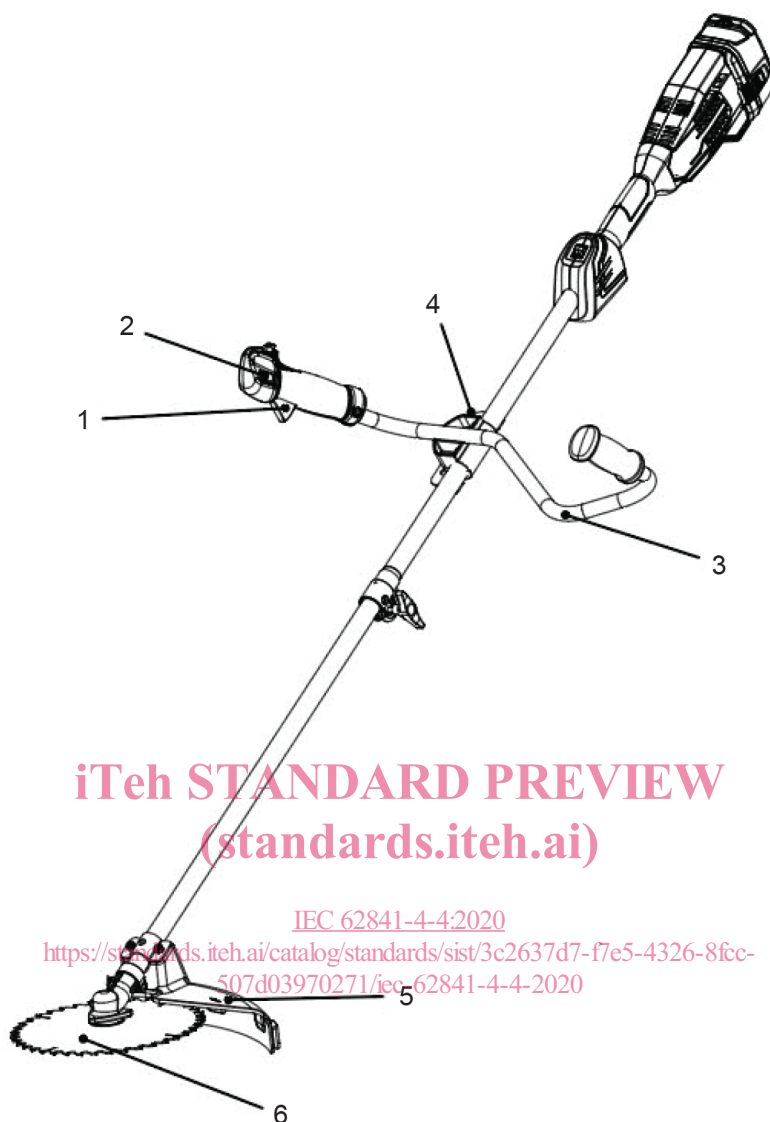 4
2
1
3
iTeh STANDARD PREVIEW
(standards.iteh.ai)
IEC 62841-4-4:2020
https://standards.iteh.ai/catalog/standards/sist/3c2637d7-f7e5-4326-8fcc-
507d03970271/iec-62841-4-4-2020
5
6